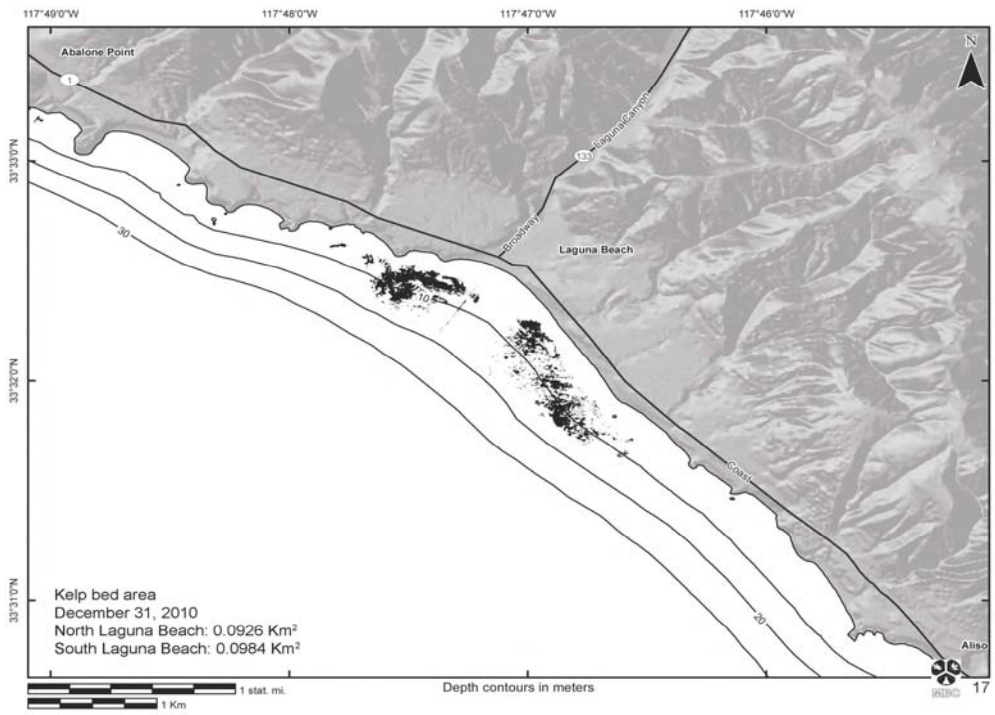 117°49'0"W
117°48'0"W
117°47'0"W
117°46'0"W
Abalone Point
N
1
Laguna Canyon
133
33°33'0"N
Broadway
30
Laguna Beach
10
33°32'0"N
Coast
33°31'0"N
Kelp bed area
December 31, 2010
North Laguna Beach: 0.0926 Km²
South Laguna Beach: 0.0984 Km²
20
Aliso
MBC
1 stat. mi.
Depth contours in meters
17
1 Km